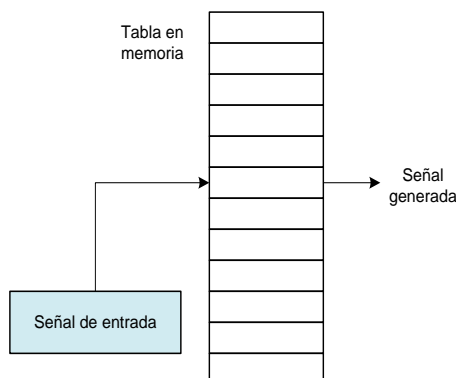 Tabla en
memoria
Señal
generada
Señal de entrada